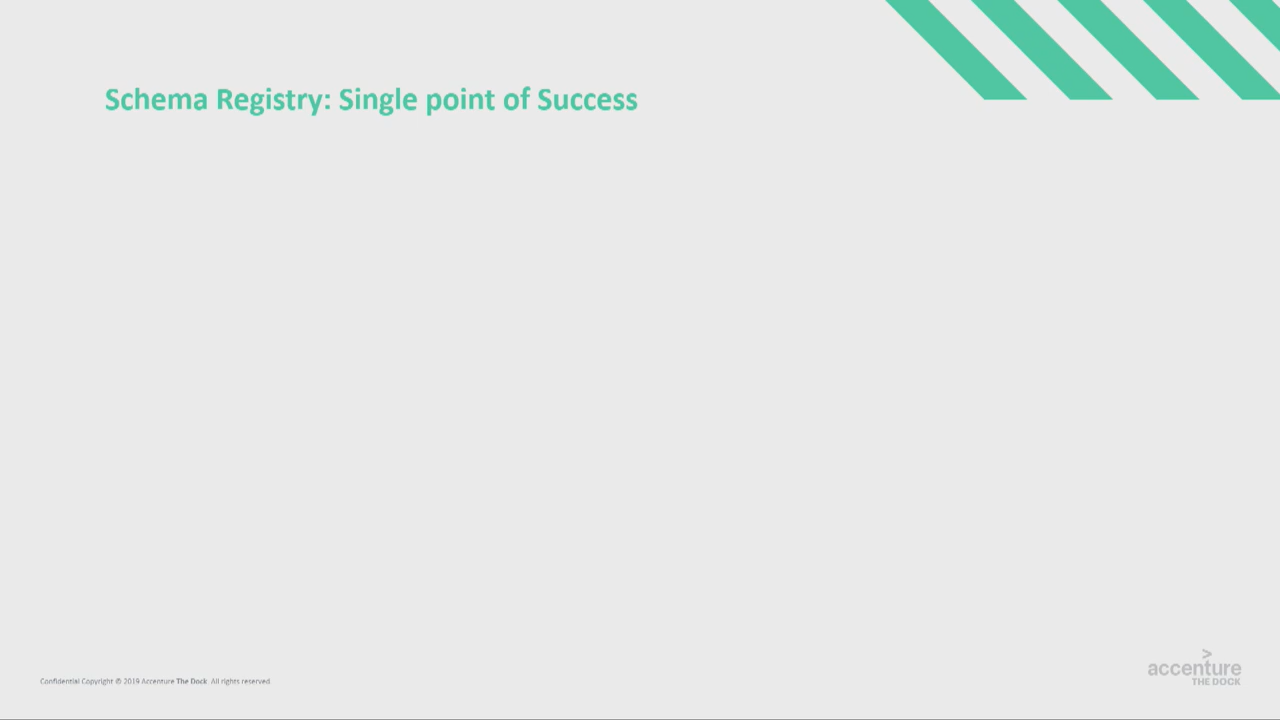 Schema Registry: Single point of Success
Confidential Copyright © 2019 Accenture The Dock. All rights reserved.
>
accenture
THE DOCK